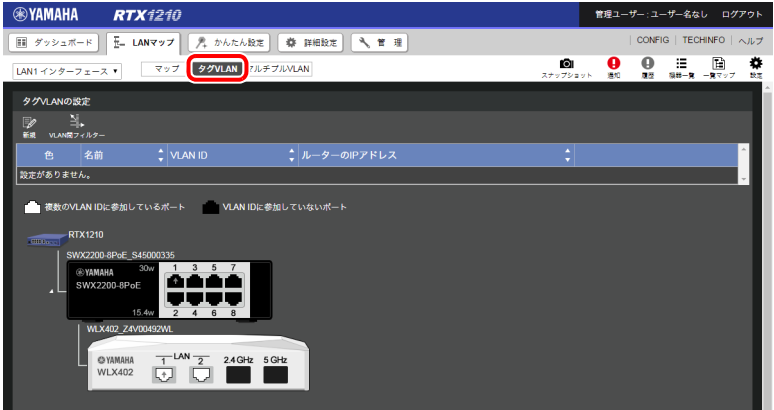 YAMAHA RTX1210 管理ユーザー : ユーザー名なし ログアウト
ダッシュボード LANマップ かんたん設定 詳細設定 管 理 CONFIG TECHINFO ヘルプ
LAN1 インターフェース ▼ マップ タグVLAN マルチプルVLAN スナップショット 通知 履歴 機器一覧 一覧マップ 設定
タグVLANの設定
新規 VLAN間フィルター
色 名前 VLAN ID ルーターのIPアドレス
設定がありません。
複数のVLAN IDに参加しているポート VLAN IDに参加していないポート
RTX1210
SWX2200-8PoE_S45000335
YAMAHA 30w 1 3 5 7
SWX2200-8PoE
15.4w 2 4 6 8
WLX402_Z4V00492WL
YAMAHA 1 LAN 2 2.4 GHz 5 GHz
WLX402